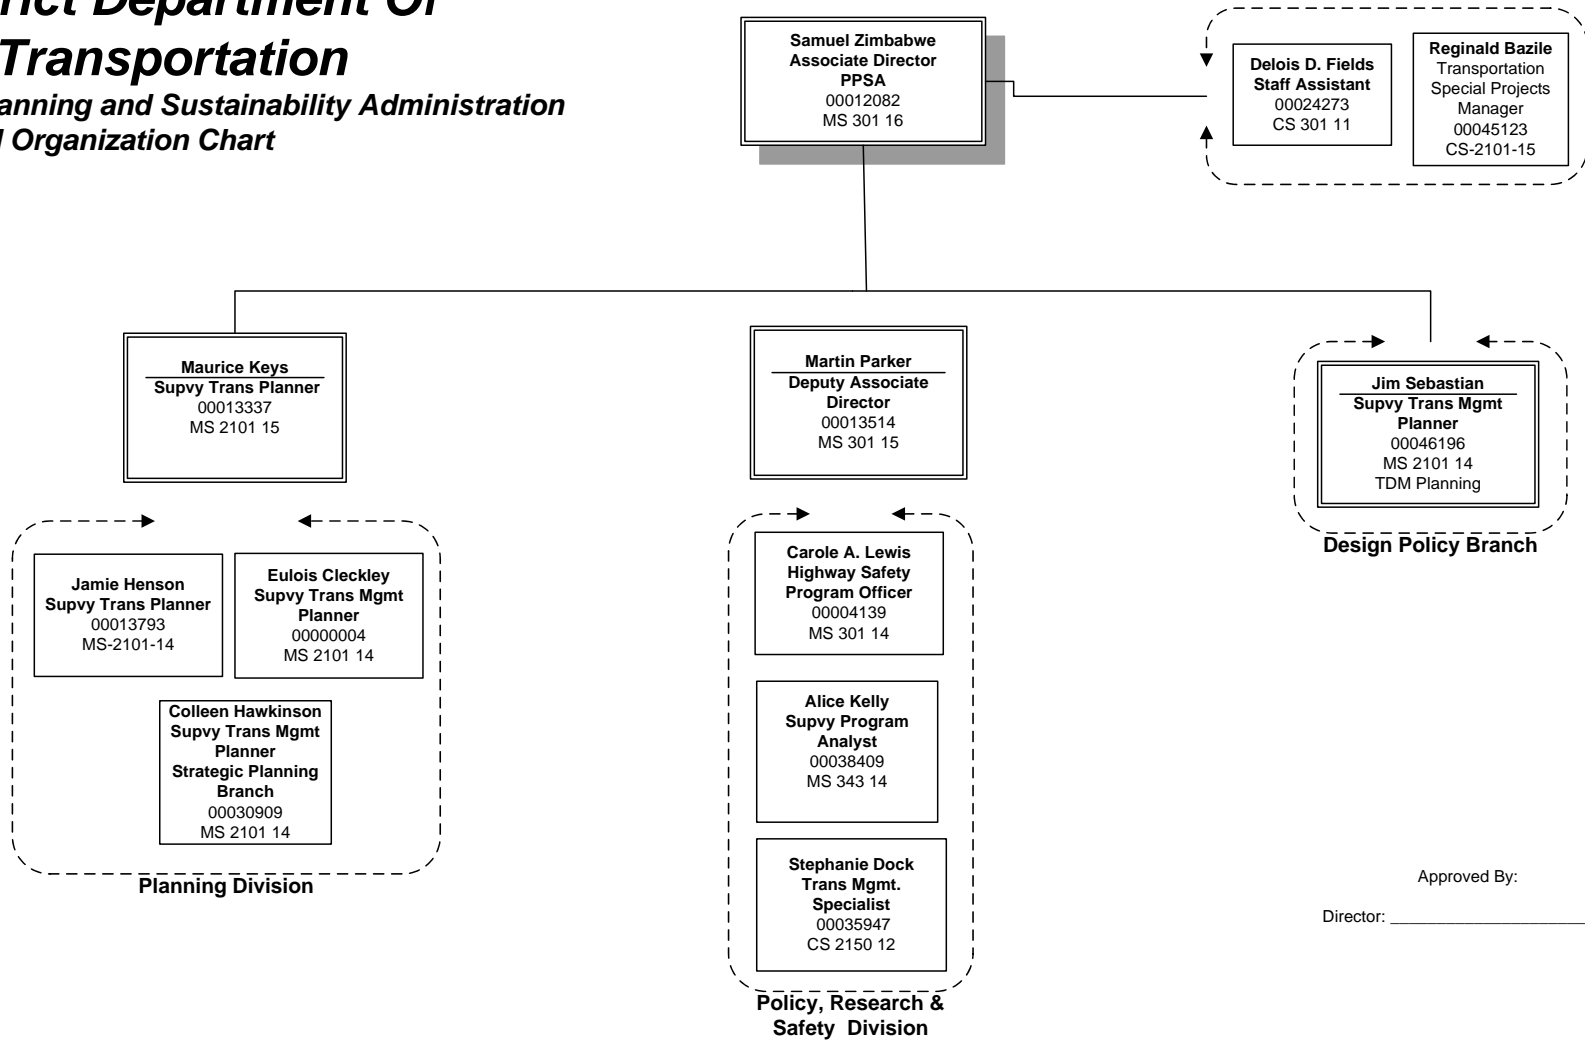 Department Of
Transportation
and Sustainability Administration
Organization Chart
Samuel Zimbabwe
Associate Director
PPSA
00012082
MS 301 16
Delois D. Fields
Staff Assistant
00024273
CS 301 11
Reginald Bazile
Transportation
Special Projects
Manager
00045123
CS-2101-15
Maurice Keys
Supvy Trans Planner
00013337
MS 2101 15
Martin Parker
Deputy Associate
Director
00013514
MS 301 15
Jim Sebastian
Supvy Trans Mgmt
Planner
00046196
MS 2101 14
TDM Planning
Design Policy Branch
Jamie Henson
Supvy Trans Planner
00013793
MS-2101-14
Eulois Cleckley
Supvy Trans Mgmt
Planner
00000004
MS 2101 14
Colleen Hawkinson
Supvy Trans Mgmt
Planner
Strategic Planning
Branch
00030909
MS 2101 14
Planning Division
Carole A. Lewis
Highway Safety
Program Officer
00004139
MS 301 14
Alice Kelly
Supvy Program
Analyst
00038409
MS 343 14
Stephanie Dock
Trans Mgmt.
Specialist
00035947
CS 2150 12
Policy, Research &
Safety Division
Approved By:
Director: ______________________